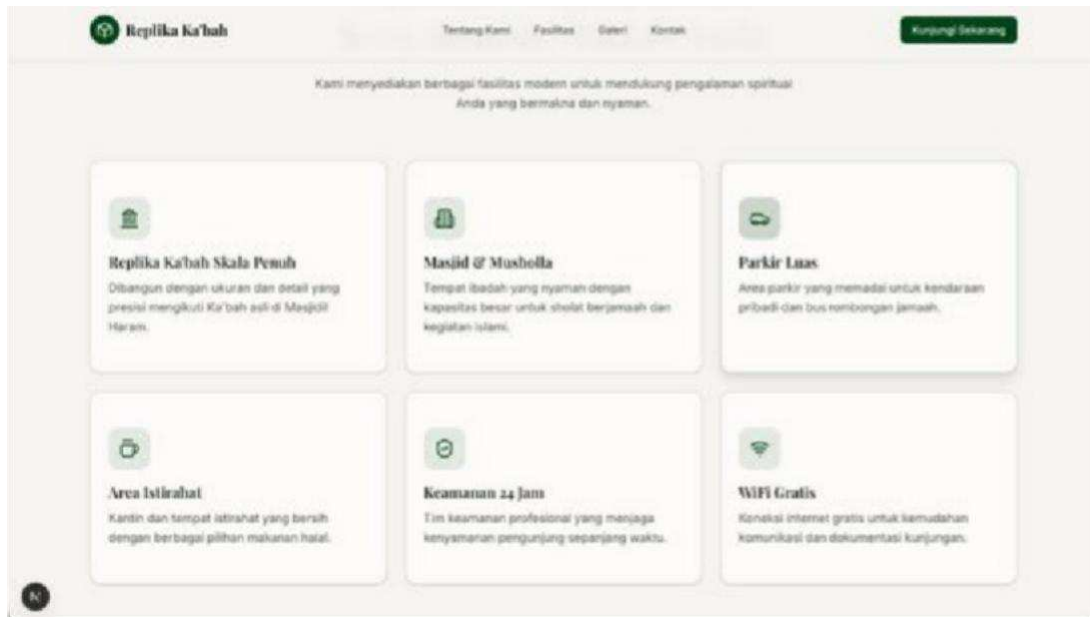 Replika Ka'bah
Tentang Kami Fasilitas Galeri Kontak
Kunjungi Sekarang
Kami menyediakan berbagai fasilitas modern untuk mendukung pengalaman spiritual
Anda yang bermakna dan nyaman.
Replika Ka'bah Skala Penuh
Dibangun dengan ukuran dan detail yang
presisi mengikuti Ka'bah asli di Masjidil
Haram.
Masjid & Musholla
Tempat ibadah yang nyaman dengan
kapasitas besar untuk sholat berjamaah dan
kegiatan islami.
Parkir Luas
Area parkir yang memadai untuk kendaraan
pribadi dan bus rombongan jamaah.
Area Istirahat
Kantin dan tempat istirahat yang bersih
dengan berbagai pilihan makanan halal.
Keamanan 24 Jam
Tim keamanan profesional yang menjaga
kenyamanan pengunjung sepanjang waktu.
WiFi Gratis
Koneksi internet gratis untuk kemudahan
komunikasi dan dokumentasi kunjungan.
N